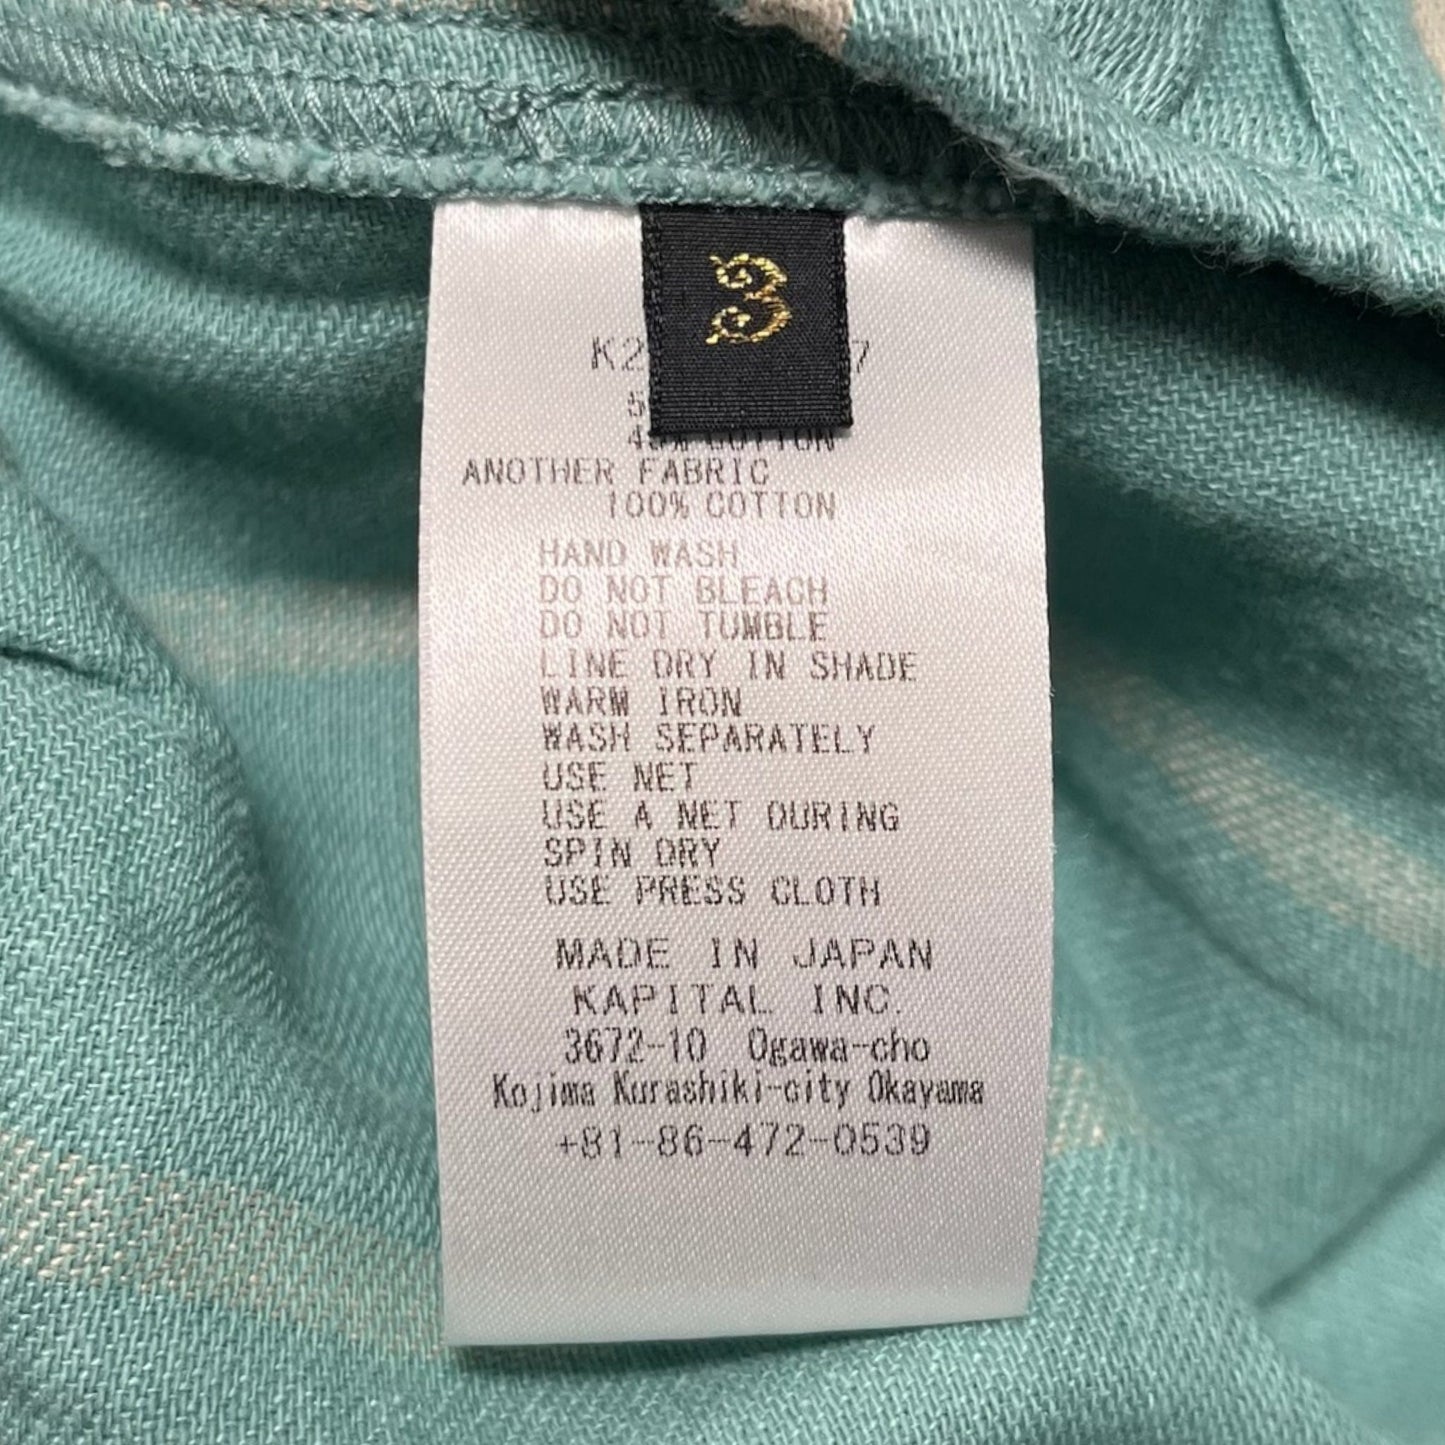 3
ANOTHER FABRIC
100% COTTON
HAND WASH
DO NOT BLEACH
DO NOT TUMBLE
LINE DRY IN SHADE
WARM IRON
WASH SEPARATELY
USE NET
USE A NET DURING
SPIN DRY
USE PRESS CLOTH
MADE IN JAPAN
KAPITAL INC.
3672-10 Ogawa-cho
Kojima Kurashiki-city Okayama
+81-86-472-0539